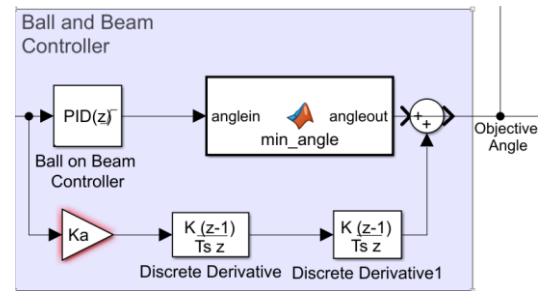 Ball and Beam
Controller
PID(z)
anglein
angleout
min_angle
+
+
Objective
Angle
Ball on Beam
Controller
Ka
K (z-1)
Ts z
K (z-1)
Ts z
Discrete Derivative
Discrete Derivative1